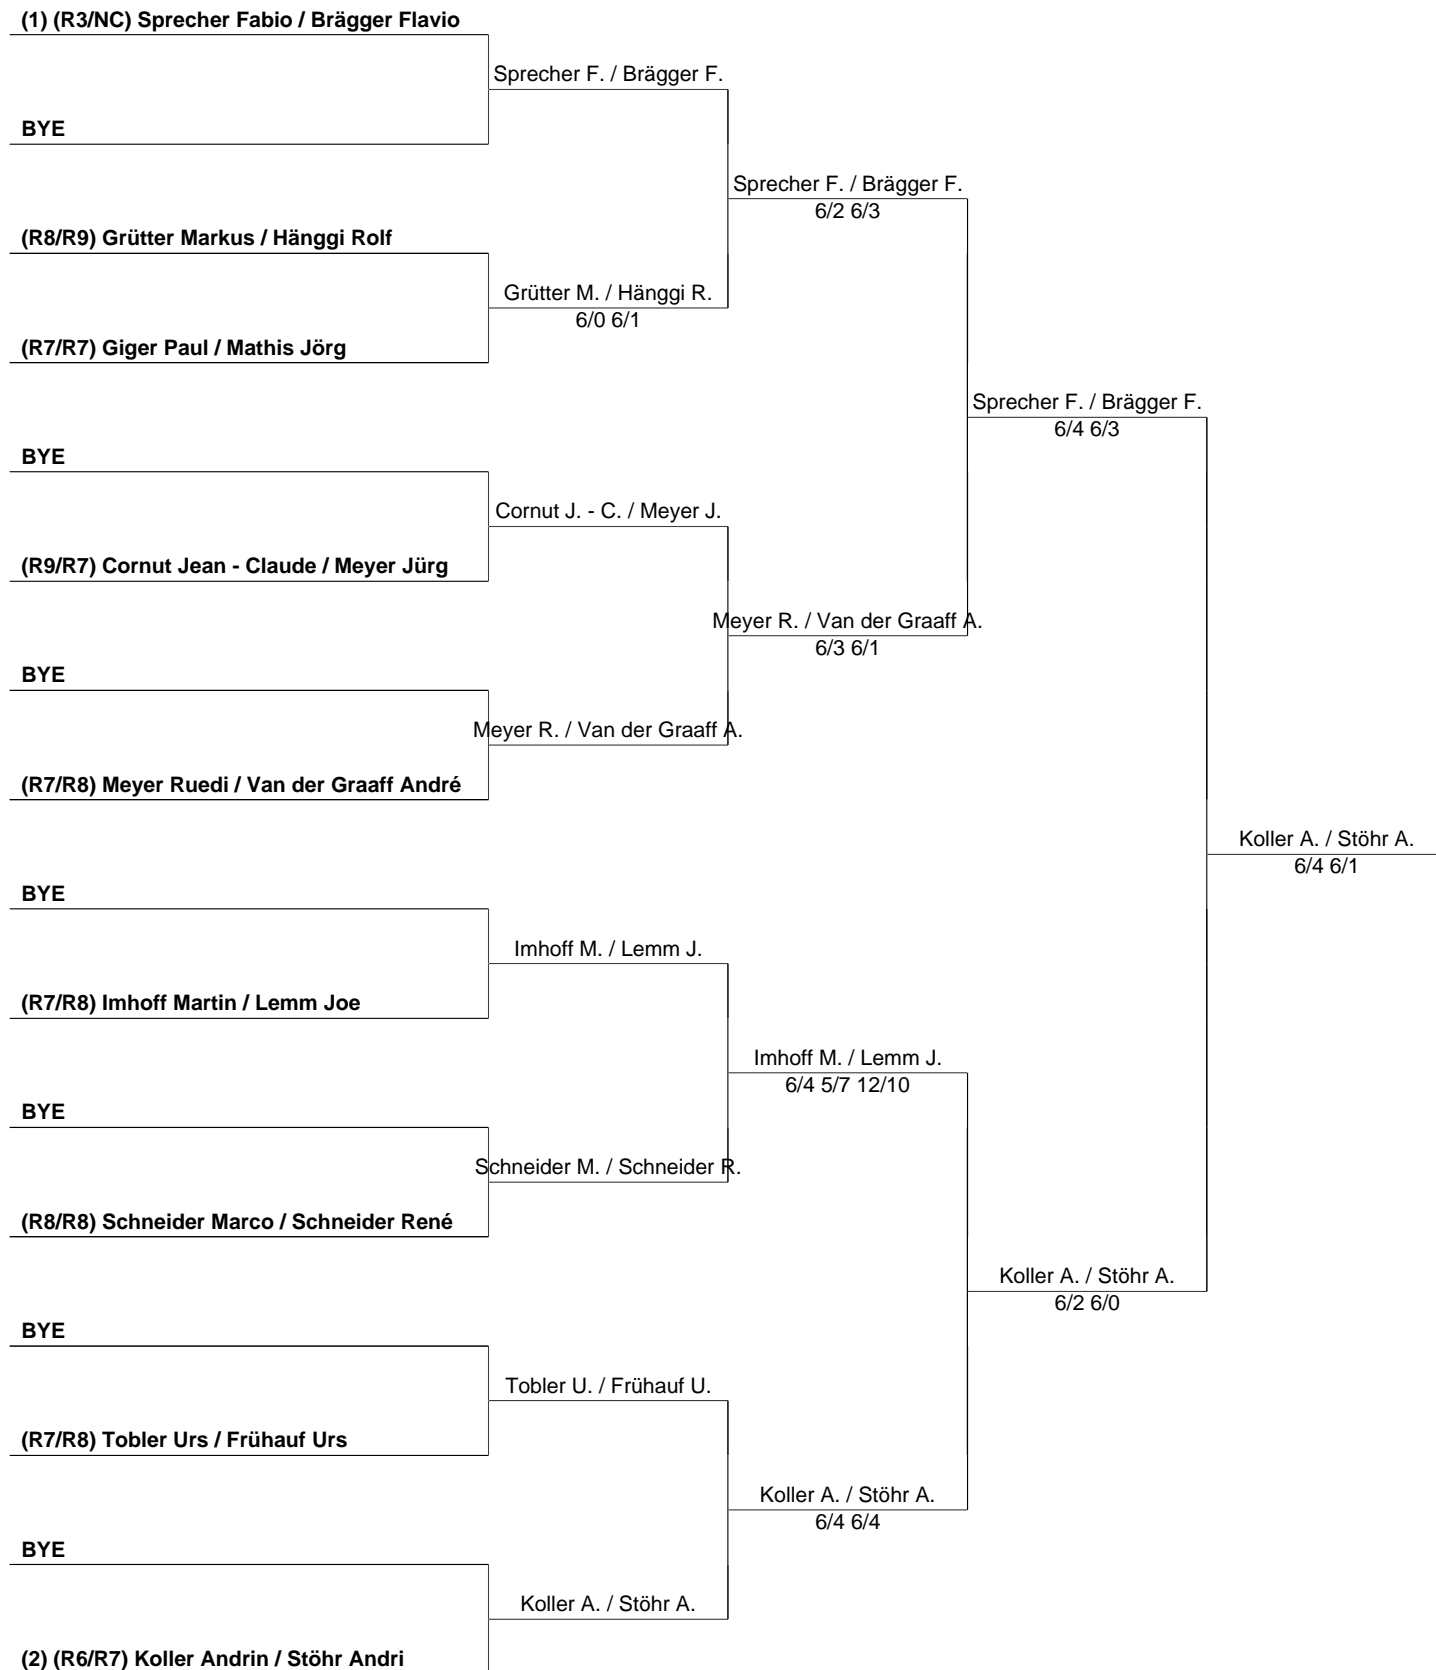 (1) (R3/NC) Sprecher Fabio / Brägger Flavio
Sprecher F. / Brägger F.
BYE
Sprecher F. / Brägger F.
6/2 6/3
(R8/R9) Grütter Markus / Hänggi Rolf
Grütter M. / Hänggi R.
6/0 6/1
(R7/R7) Giger Paul / Mathis Jörg
Sprecher F. / Brägger F.
6/4 6/3
BYE
Cornut J. - C. / Meyer J.
(R9/R7) Cornut Jean - Claude / Meyer Jürg
Meyer R. / Van der Graaff A.
6/3 6/1
BYE
Meyer R. / Van der Graaff A.
(R7/R8) Meyer Ruedi / Van der Graaff André
Koller A. / Stöhr A.
6/4 6/1
BYE
Imhoff M. / Lemm J.
(R7/R8) Imhoff Martin / Lemm Joe
Imhoff M. / Lemm J.
6/4 5/7 12/10
BYE
Schneider M. / Schneider R.
(R8/R8) Schneider Marco / Schneider René
Koller A. / Stöhr A.
6/2 6/0
BYE
Tobler U. / Frühauf U.
(R7/R8) Tobler Urs / Frühauf Urs
Koller A. / Stöhr A.
6/4 6/4
BYE
Koller A. / Stöhr A.
(2) (R6/R7) Koller Andrin / Stöhr Andri